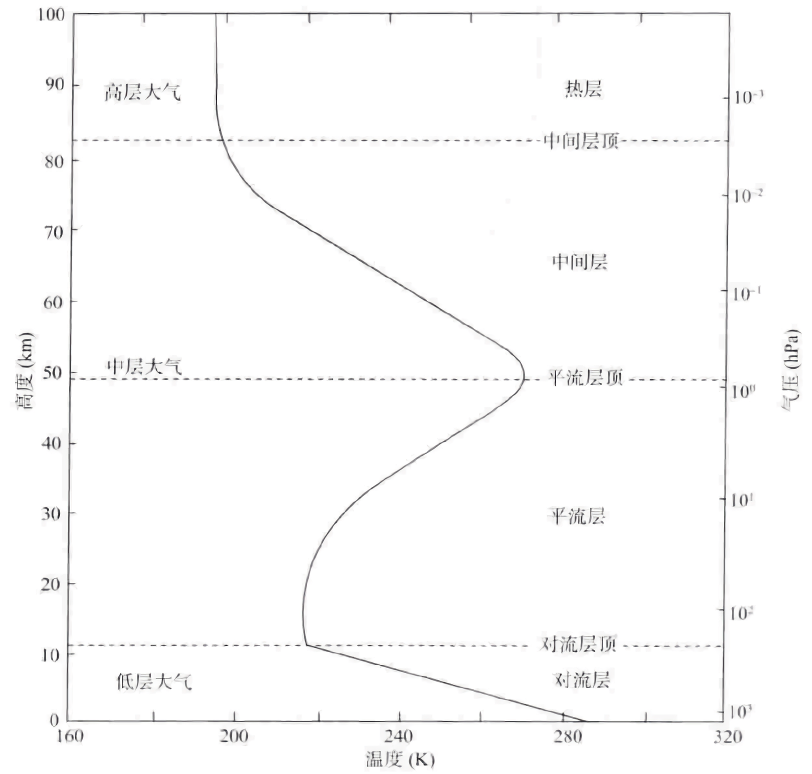 100
90
80
70
60
50
40
30
20
10
0
高度 (km)
高层大气
中层大气
低层大气
热层
中间层顶
中间层
平流层顶
平流层
对流层顶
对流层
10⁻³
10⁻²
10⁻¹
10⁰
10¹
10²
10³
气压 (hPa)
160
200
240
280
320
温度 (K)